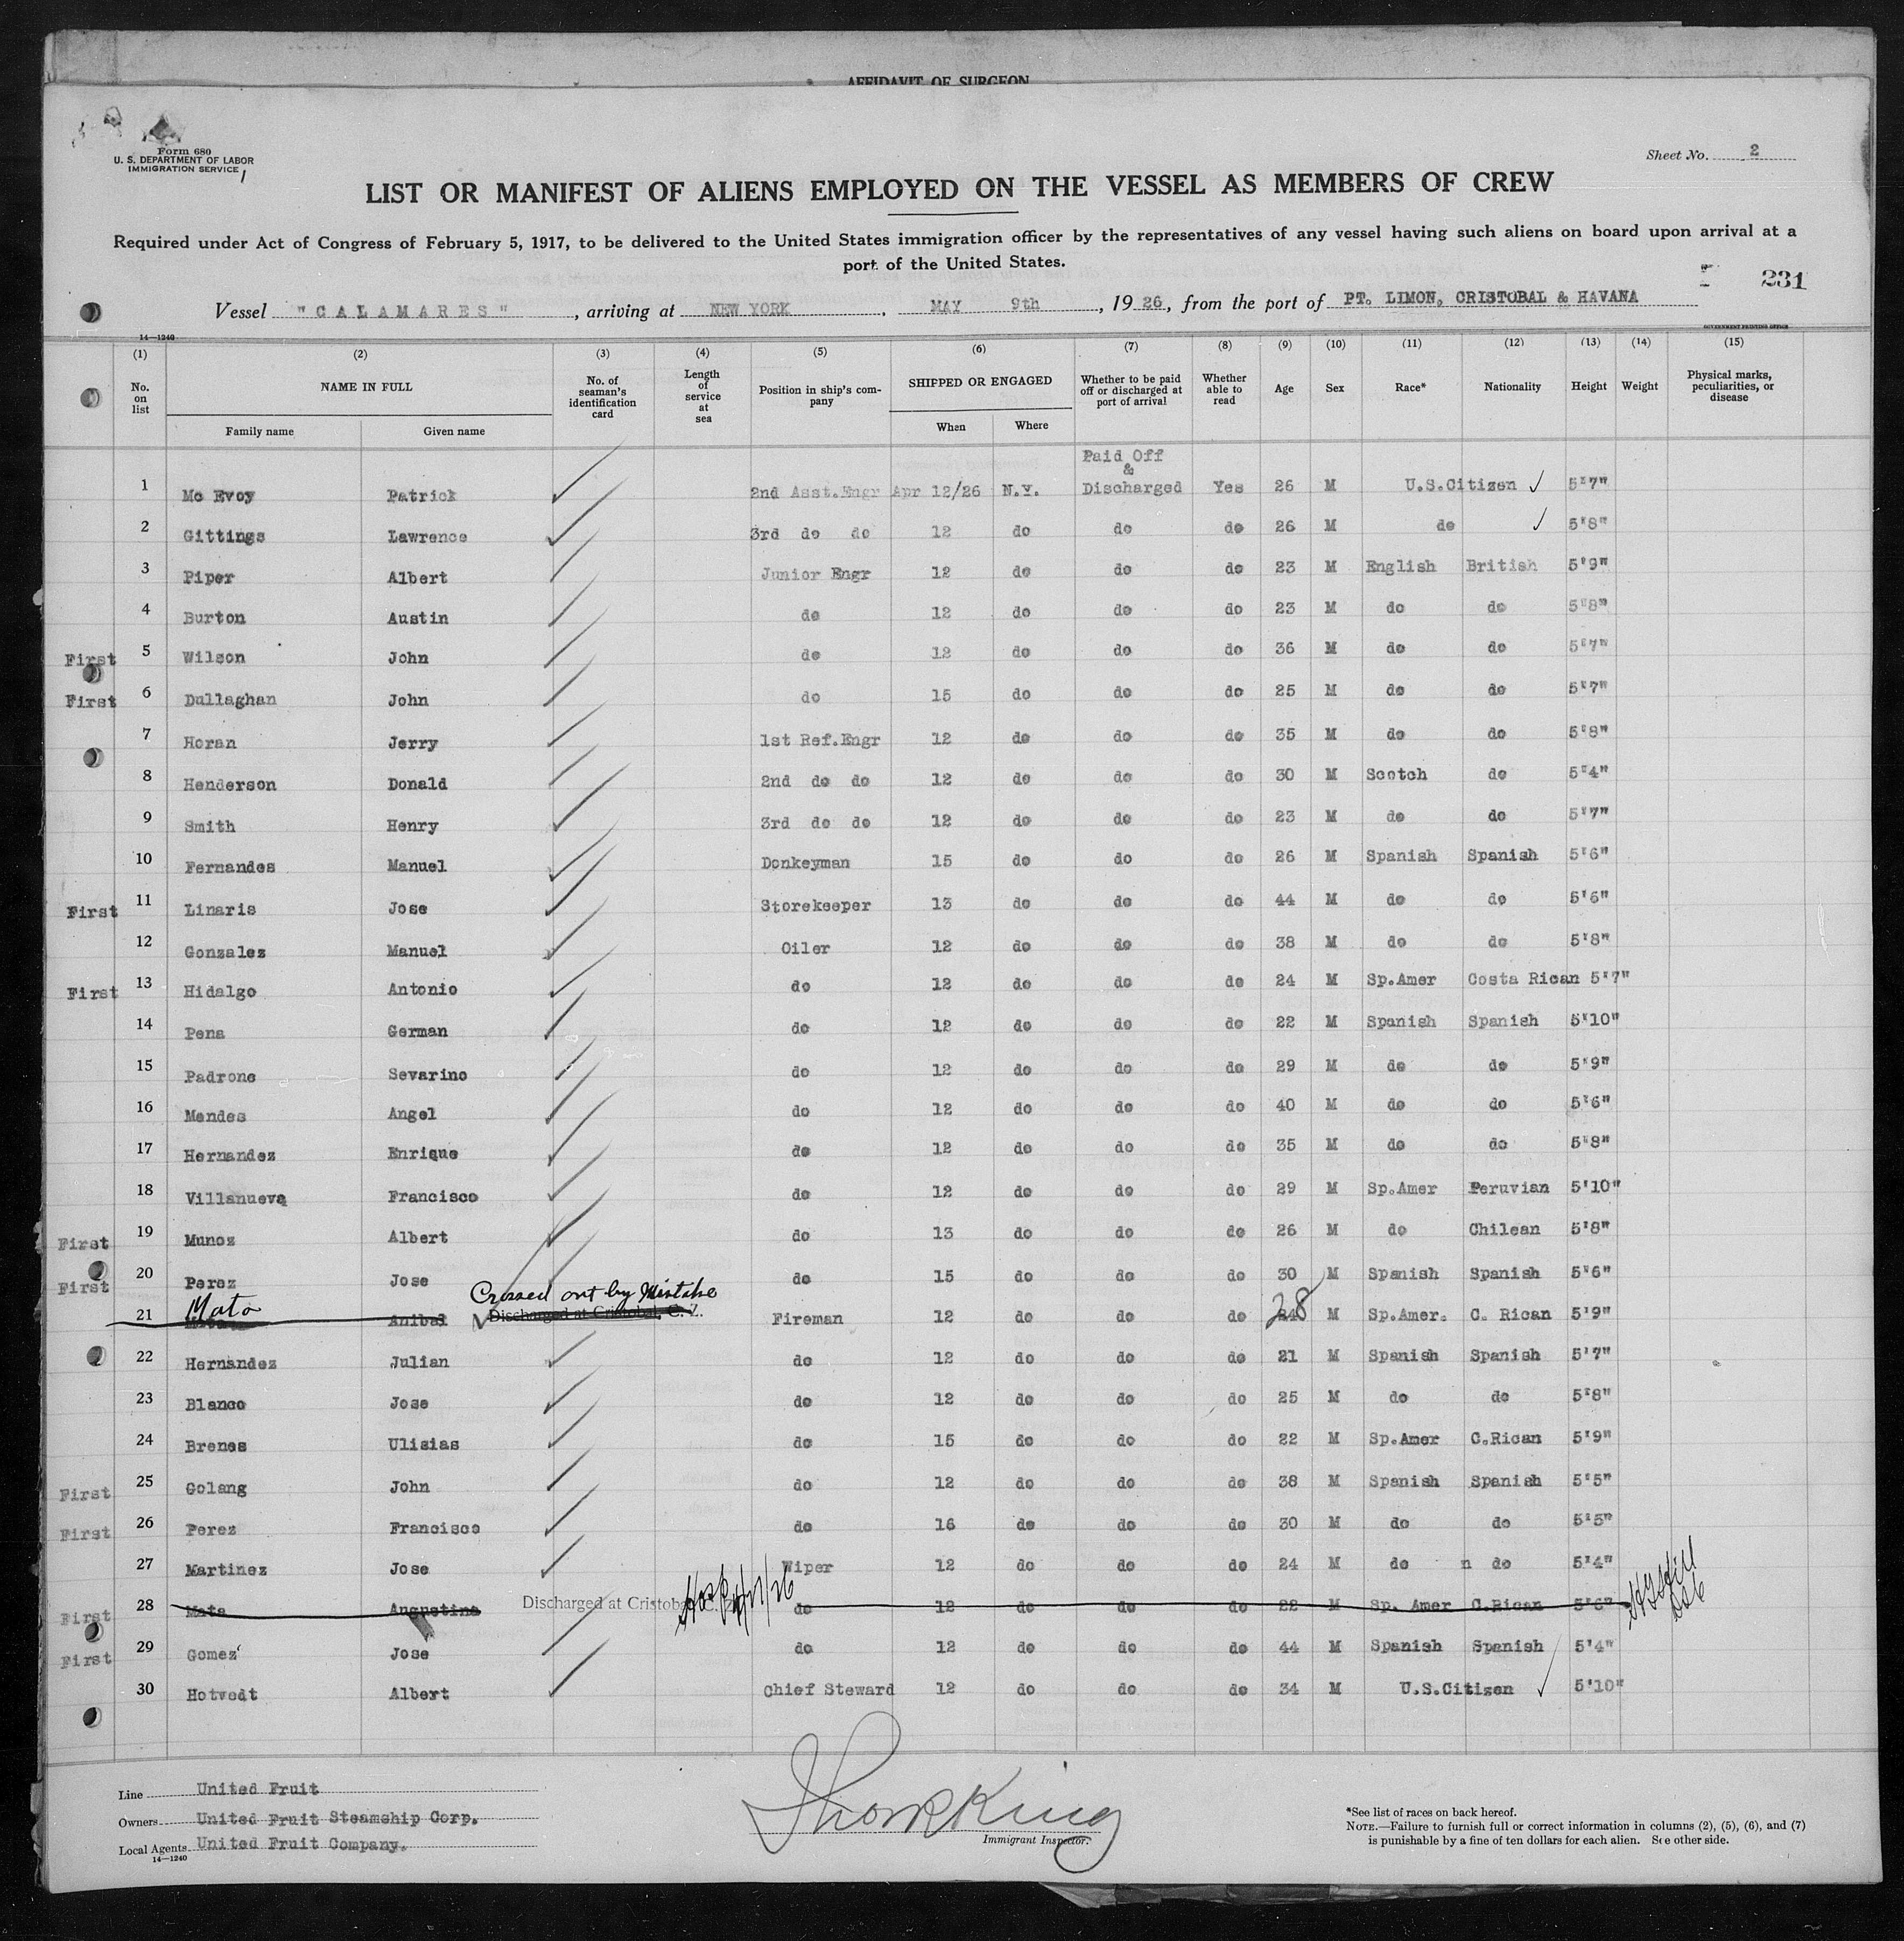 AFFIDAVIT OF SURGEON
Form 680
U. S. DEPARTMENT OF LABOR
IMMIGRATION SERVICE
Sheet No. 2
LIST OR MANIFEST OF ALIENS EMPLOYED ON THE VESSEL AS MEMBERS OF CREW
Required under Act of Congress of February 5, 1917, to be delivered to the United States immigration officer by the representatives of any vessel having such aliens on board upon arrival at a
port of the United States.
231
Vessel "CALAMARES", arriving at NEW YORK, MAY 9th, 1926, from the port of PT. LIMON, CRISTOBAL & HAVANA
14—1240
GOVERNMENT PRINTING OFFICE
(1) (2) (3) (4) (5) (6) (7) (8) (9) (10) (11) (12) (13) (14) (15)
No. on list
NAME IN FULL
Family name
Given name
No. of seaman's identification card
Length of service at sea
Position in ship's company
SHIPPED OR ENGAGED
When
Where
Whether to be paid off or discharged at port of arrival
Whether able to read
Age
Sex
Race*
Nationality
Height
Weight
Physical marks, peculiarities, or disease
Paid Off
&
1 Mc Evoy Patrick 2nd Asst.Engr Apr 12/26 N.Y. Discharged Yes 26 M U.S.Citizen 5'7"
2 Gittings Lawrence 3rd do do 12 do do do 26 M do 5'8"
3 Piper Albert Junior Engr 12 do do do 23 M English British 5'9"
4 Burton Austin do 12 do do do 23 M do do 5'8"
First 5 Wilson John do 12 do do do 36 M do do 5'7"
First 6 Dullaghan John do 15 do do do 25 M do do 5'7"
7 Horan Jerry 1st Ref.Engr 12 do do do 35 M do do 5'8"
8 Henderson Donald 2nd do do 12 do do do 30 M Scotch do 5'4"
9 Smith Henry 3rd do do 12 do do do 23 M do do 5'7"
10 Fernandes Manuel Donkeyman 15 do do do 26 M Spanish Spanish 5'6"
First 11 Linaris Jose Storekeeper 13 do do do 44 M do do 5'6"
12 Gonzalez Manuel Oiler 12 do do do 38 M do do 5'8"
First 13 Hidalgo Antonio do 12 do do do 24 M Sp.Amer Costa Rican 5'7"
14 Pena German do 12 do do do 22 M Spanish Spanish 5'10"
15 Padrone Severino do 12 do do do 29 M do do 5'9"
16 Mendes Angel do 12 do do do 40 M do do 5'6"
17 Hernandez Enrique do 12 do do do 35 M do do 5'8"
18 Villanueva Francisco do 12 do do do 29 M Sp.Amer Peruvian 5'10"
First 19 Munoz Albert do 13 do do do 26 M do Chilean 5'8"
First 20 Perez Jose do 15 do do do 30 M Spanish Spanish 5'6"
Crossed out by Mistake
21 Mata Anibal Discharged at Cristobal, C. Z. Fireman 12 do do do 28 M Sp.Amer. C. Rican 5'9"
22 Hernandez Julian do 12 do do do 21 M Spanish Spanish 5'7"
23 Blanco Jose do 12 do do do 25 M do do 5'8"
24 Brenes Ulisias do 15 do do do 22 M Sp.Amer C.Rican 5'9"
First 25 Golang John do 12 do do do 38 M Spanish Spanish 5'5"
First 26 Perez Francisco do 16 do do do 30 M do do 5'5"
27 Martinez Jose Wiper 12 do do do 24 M do n do 5'4"
First 28 Mata Augustine Discharged at Cristobal, C. Z. do 12 do do do 22 M Sp. Amer C.Rican 5'6"
First 29 Gomez Jose do 12 do do do 44 M Spanish Spanish 5'4"
30 Hotvedt Albert Chief Steward 12 do do do 34 M U.S.Citizen 5'10"
Line United Fruit
Owners United Fruit Steamship Corp.
Local Agents United Fruit Company.
14—1240
Immigrant Inspector.
*See list of races on back hereof.
NOTE.—Failure to furnish full or correct information in columns (2), (5), (6), and (7)
is punishable by a fine of ten dollars for each alien. See other side.